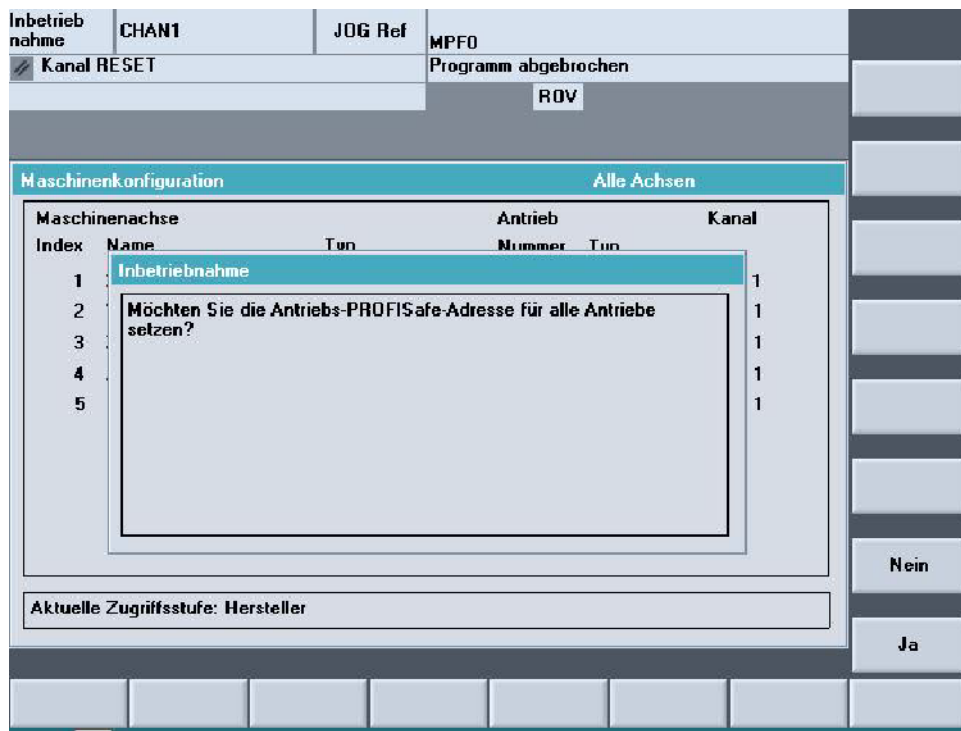 Inbetrieb
nahme
CHAN1
JOG Ref
MPF0
Kanal RESET
Programm abgebrochen
ROV
Maschinenkonfiguration
Alle Achsen
Maschinenachse
Antrieb
Kanal
Index Name Typ Nummer Typ
Inbetriebnahme
1 1
2 1
3 1
4 1
5 1
Möchten Sie die Antriebs-PROFISafe-Adresse für alle Antriebe
setzen?
Aktuelle Zugriffsstufe: Hersteller
Nein
Ja